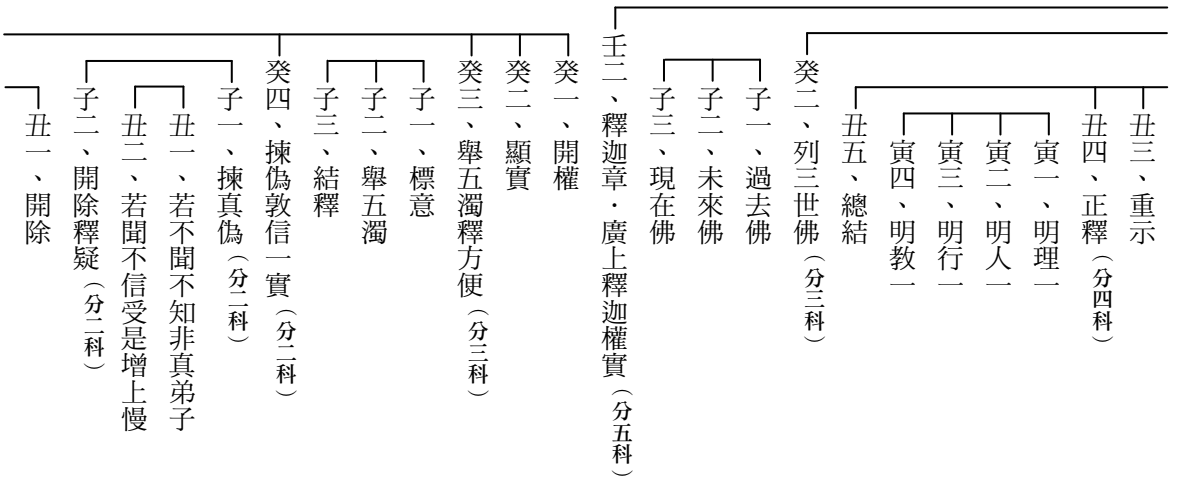 丑三、重示
丑四、正釋（分四科）
寅一、明理一
寅二、明人一
寅三、明行一
寅四、明教一
丑五、總結
癸二、列三世佛（分三科）
子一、過去佛
子二、未來佛
子三、現在佛
壬二、釋迦章．廣上釋迦權實（分五科）
癸一、開權
癸二、顯實
癸三、舉五濁釋方便（分三科）
子一、標意
子二、舉五濁
子三、結釋
癸四、揀偽敦信一實（分二科）
子一、揀真偽（分二科）
丑一、若不聞不知非真弟子
丑二、若聞不信受是增上慢
子二、開除釋疑（分二科）
丑一、開除